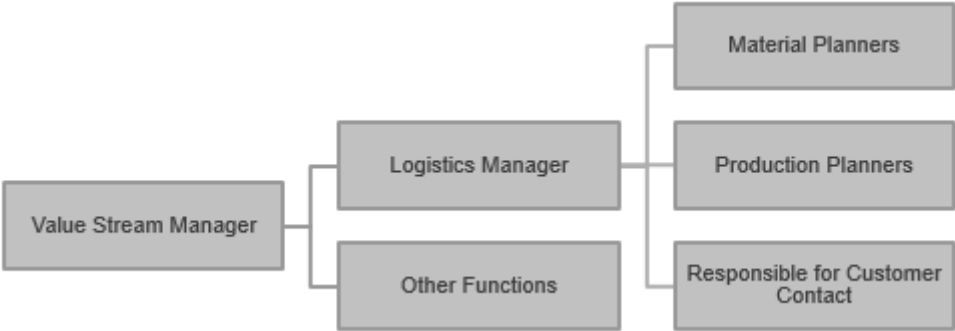 Material Planners
Logistics Manager
Production Planners
Value Stream Manager
Other Functions
Responsible for Customer
Contact